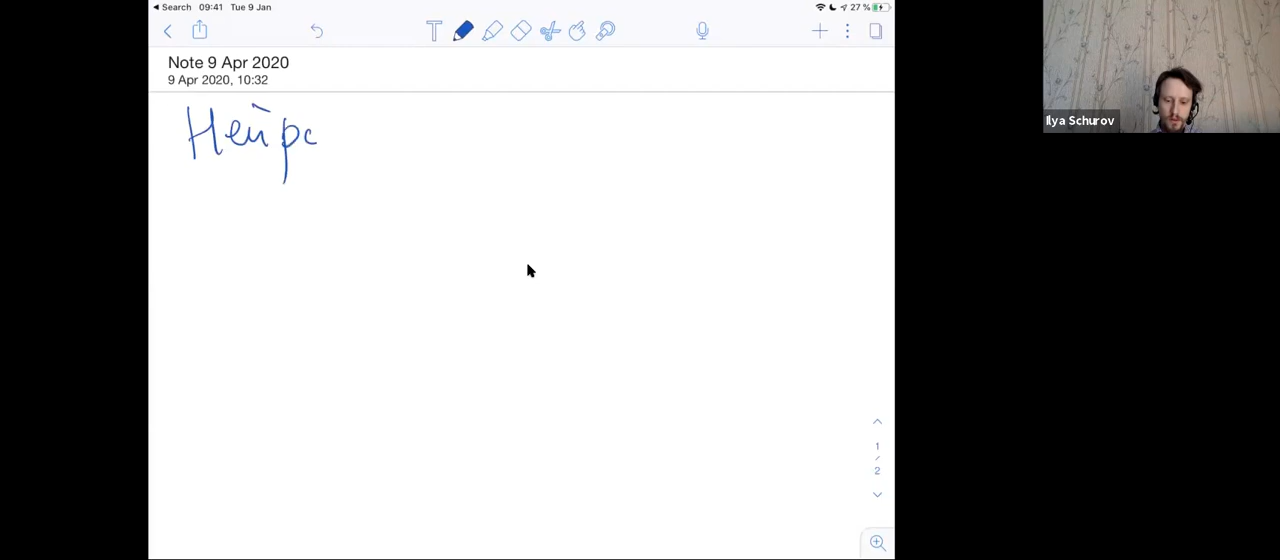 Search 09:41 Tue 9 Jan 27 %
T
Note 9 Apr 2020
9 Apr 2020, 10:32
Нейрс
1
2
Ilya Schurov